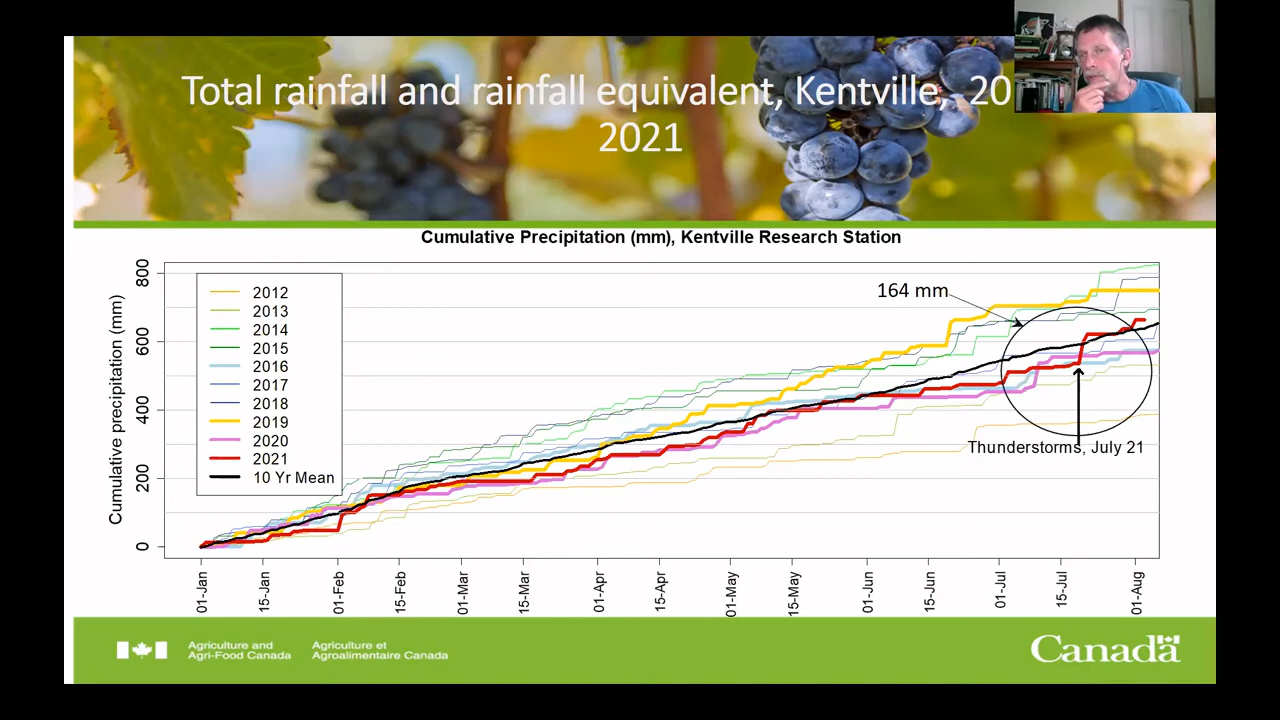 Total rainfall and rainfall equivalent, Kentville, 20
2021
Cumulative Precipitation (mm), Kentville Research Station
Cumulative precipitation (mm)
800
600
400
200
0
2012
2013
2014
2015
2016
2017
2018
2019
2020
2021
10 Yr Mean
164 mm
Thunderstorms, July 21
01-Jan
15-Jan
01-Feb
15-Feb
01-Mar
15-Mar
01-Apr
15-Apr
01-May
15-May
01-Jun
15-Jun
01-Jul
15-Jul
01-Aug
Agriculture and
Agri-Food Canada
Agriculture et
Agroalimentaire Canada
Canada